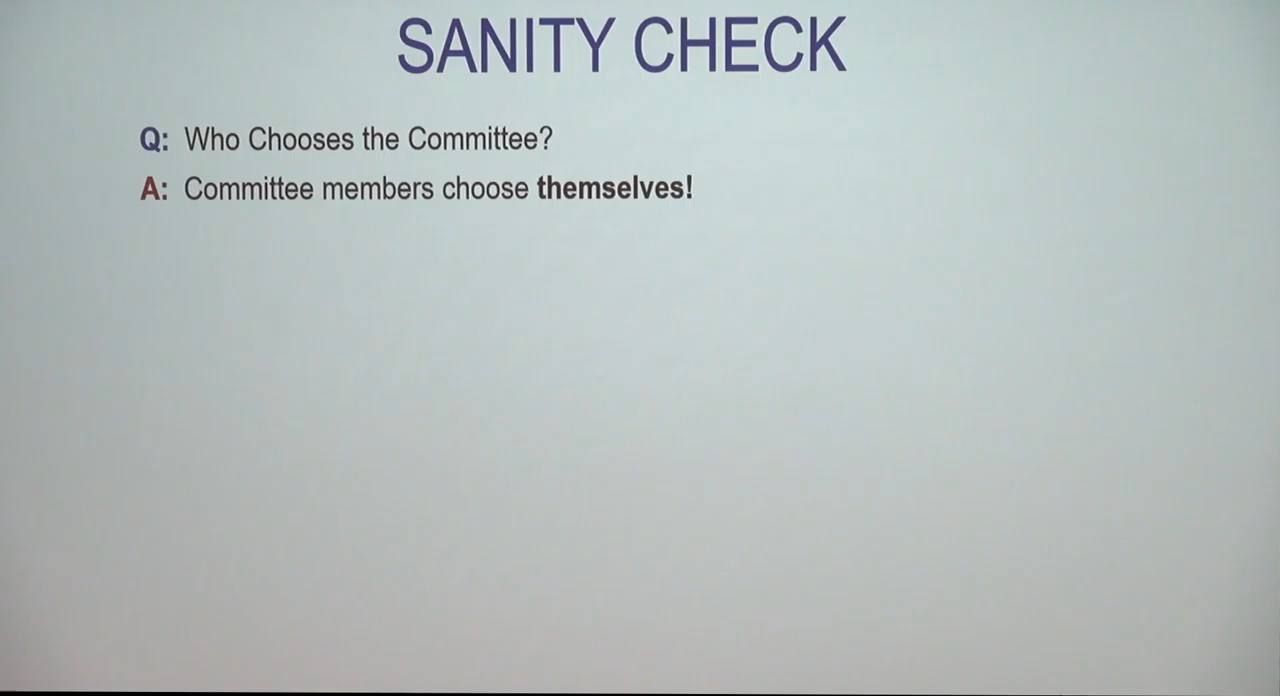 SANITY CHECK
Q: Who Chooses the Committee?
A: Committee members choose themselves!